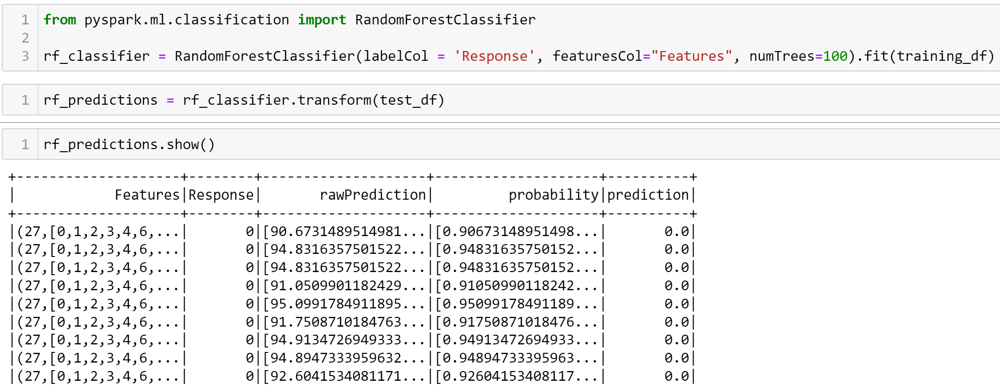 1 from pyspark.ml.classification import RandomForestClassifier
2
3 rf_classifier = RandomForestClassifier(labelCol = 'Response', featuresCol="Features", numTrees=100).fit(training_df)
1 rf_predictions = rf_classifier.transform(test_df)
1 rf_predictions.show()
+--------------------+--------+--------------------+--------------------+----------+
|            Features|Response|       rawPrediction|         probability|prediction|
+--------------------+--------+--------------------+--------------------+----------+
|(27,[0,1,2,3,4,6,...|       0|[90.6731489514981...|[0.90673148951498...|       0.0|
|(27,[0,1,2,3,4,6,...|       0|[94.8316357501522...|[0.94831635750152...|       0.0|
|(27,[0,1,2,3,4,6,...|       0|[94.8316357501522...|[0.94831635750152...|       0.0|
|(27,[0,1,2,3,4,6,...|       0|[91.0509901182429...|[0.91050990118242...|       0.0|
|(27,[0,1,2,3,4,6,...|       0|[95.0991784911895...|[0.95099178491189...|       0.0|
|(27,[0,1,2,3,4,6,...|       0|[91.7508710184763...|[0.91750871018476...|       0.0|
|(27,[0,1,2,3,4,6,...|       0|[94.9134726949333...|[0.94913472694933...|       0.0|
|(27,[0,1,2,3,4,6,...|       0|[94.8947333959632...|[0.94894733395963...|       0.0|
|(27,[0,1,2,3,4,6,...|       0|[92.6041534081171...|[0.92604153408117...|       0.0|